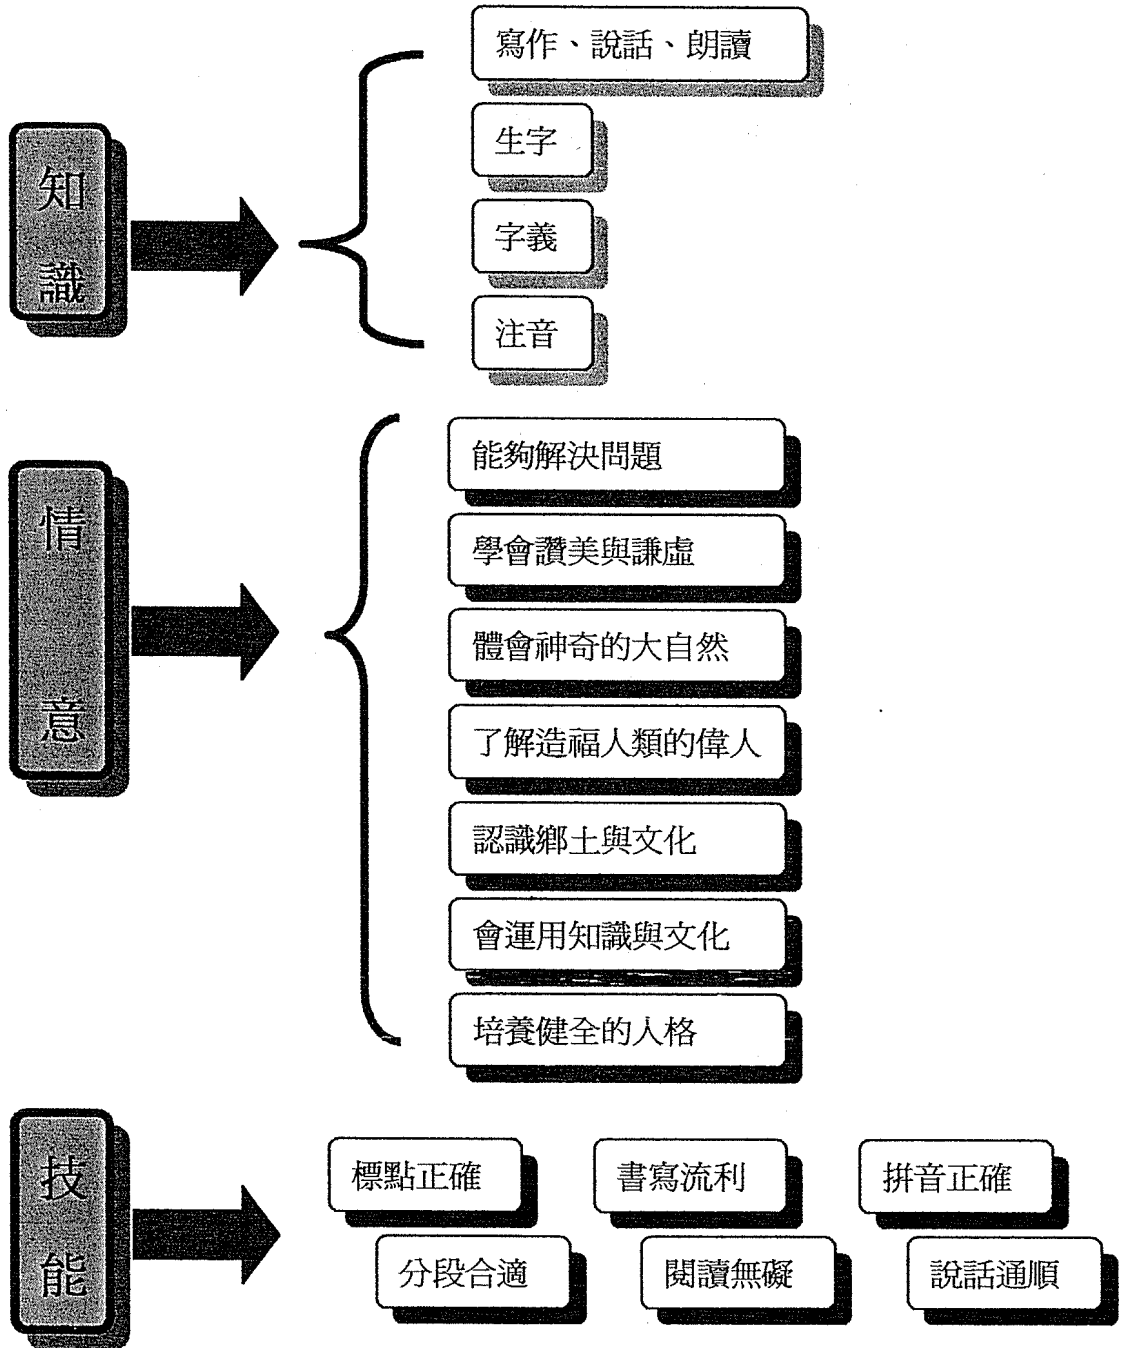 知識
寫作、說話、朗讀
生字
字義
注音
情意
能夠解決問題
學會讚美與謙虛
體會神奇的大自然
了解造福人類的偉人
認識鄉土與文化
會運用知識與文化
培養健全的人格
技能
標點正確
書寫流利
拼音正確
分段合適
閱讀無礙
說話通順